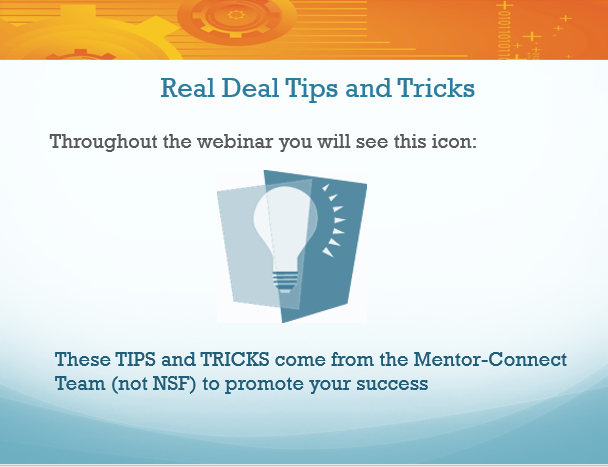 Real Deal Tips and Tricks
Throughout the webinar you will see this icon:
These TIPS and TRICKS come from the Mentor-Connect
Team (not NSF) to promote your success